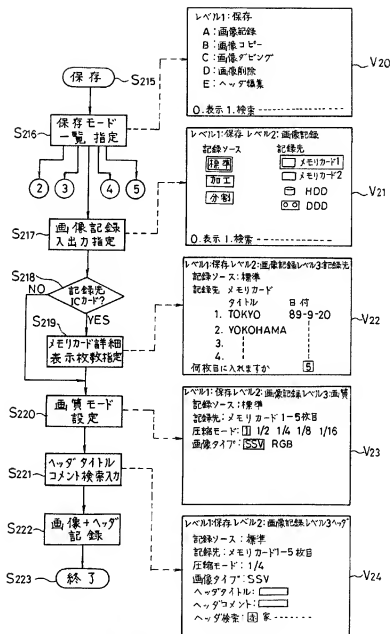 保存
S215
S216
保存モード
一覧 指定
②
③
④
⑤
S217
画像記録
入出力指定
S218
記録先
ICカード?
NO
YES
S219
メモリカード詳細
表示枚数指定
S220
画質モード
設定
S221
ヘッダタイトル
コメント検索入力
S222
画像+ヘッダ
記録
S223
終了
レベル1:保存
A:画像記録
B:画像コピー
C:画像ダビング
D:画像削除
E:ヘッダ編集
0.表示 1.検索 ----------
V20
レベル1:保存 レベル2:画像記録
記録ソース 記録先
標準 メモリカード1
加工 メモリカード2
分割 HDD
DDD
0.表示 1.検索 ----------
V21
レベル1:保存レベル2:画像記録レベル3:記録先
記録ソース:標準
記録先 メモリカード
タイトル 日付
1. TOKYO 89-9-20
2. YOKOHAMA
3.
4.
何枚目に入れますか 5
V22
レベル1:保存レベル2:画像記録レベル3:画質
記録ソース:標準
記録先:メモリカード 1-5枚目
圧縮モード:1 1/2 1/4 1/8 1/16
画像タイプ:SSV RGB
V23
レベル1:保存レベル2:画像記録レベル3ヘッダ
記録ソース:標準
記録先:メモリカード1-5枚目
圧縮モード:1/4
画像タイプ:SSV
ヘッダタイトル:
ヘッダコメント:
ヘッダ検索: 家 -------
V24